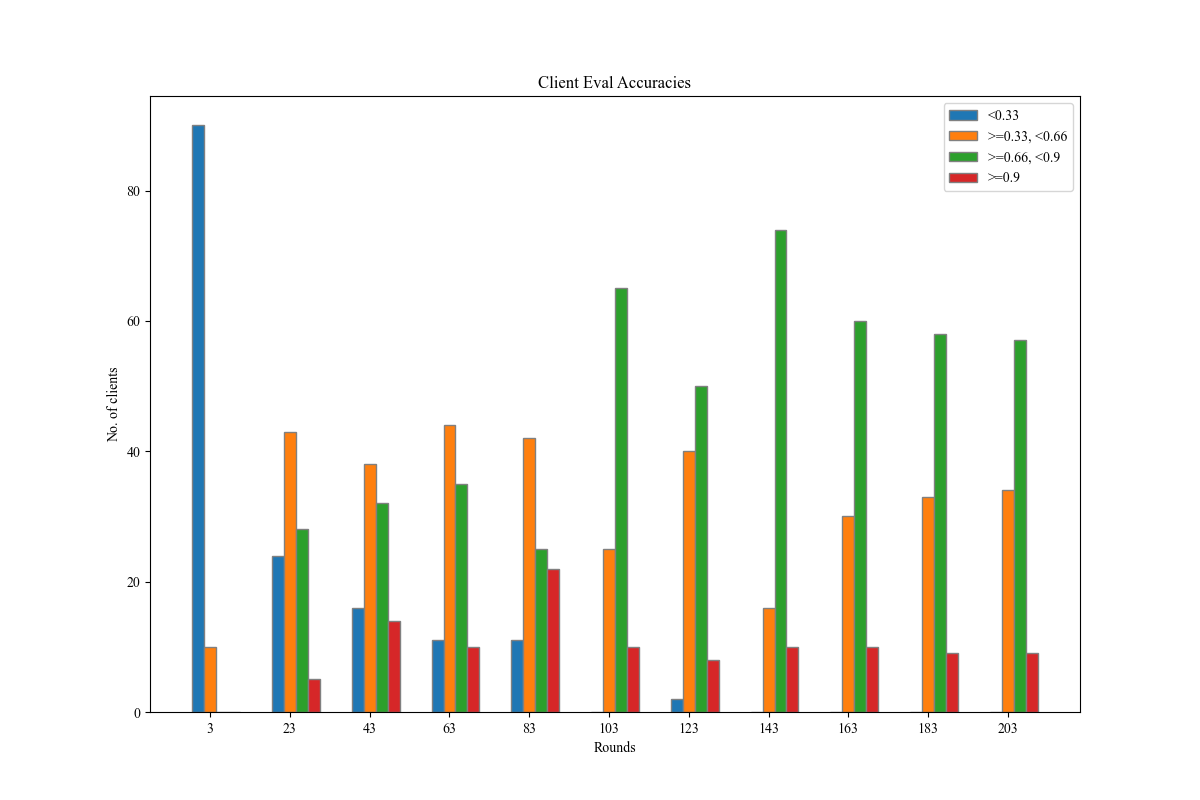 Client Eval Accuracies
<0.33
>=0.33, <0.66
>=0.66, <0.9
>=0.9
No. of clients
80
60
40
20
0
3 23 43 63 83 103 123 143 163 183 203
Rounds